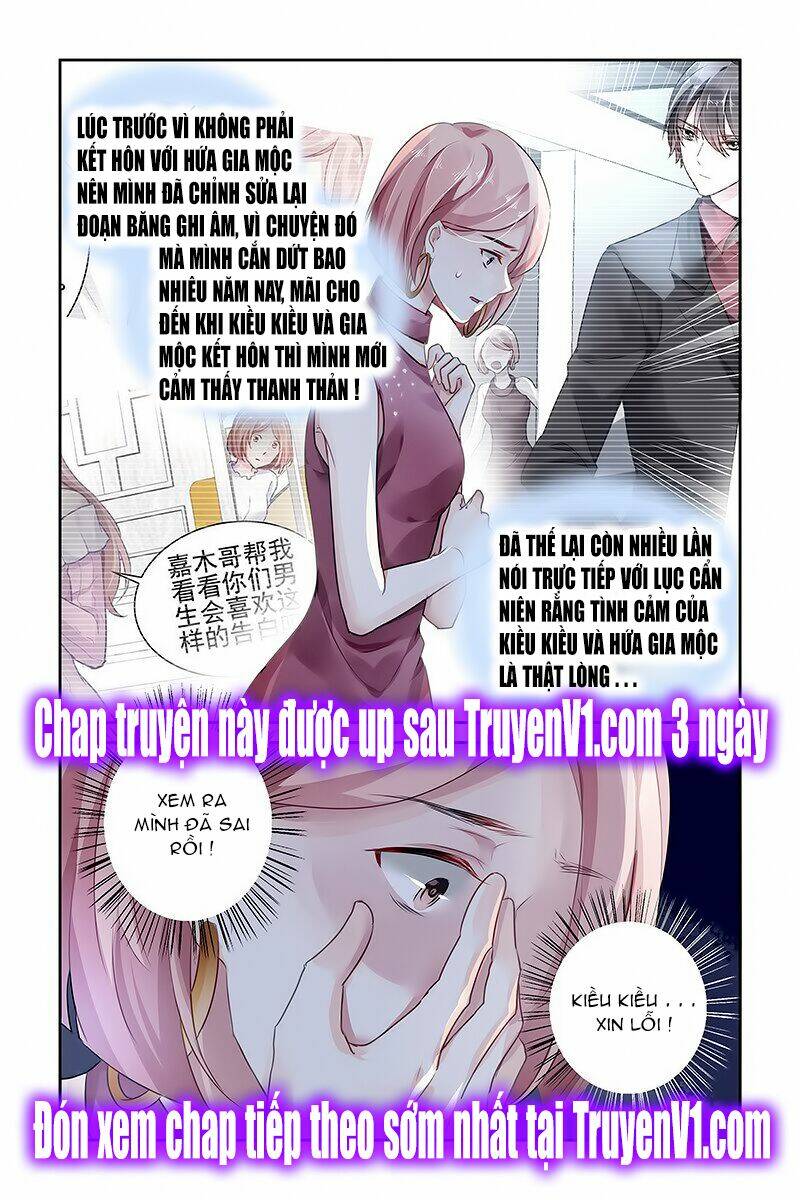 LÚC TRƯỚC VÌ KHÔNG PHẢI
KẾT HÔN VỚI HỨA GIA MỘC
NÊN MÌNH ĐÃ CHỈNH SỬA LẠI
ĐOẠN BĂNG GHI ÂM, VÌ CHUYỆN ĐÓ
MÀ MÌNH CẮN DỨT BAO
NHIÊU NĂM NAY, MÃI CHO
ĐẾN KHI KIỀU KIỀU VÀ GIA
MỘC KẾT HÔN THÌ MÌNH MỚI
CẢM THẤY THANH THẢN !
嘉木哥帮我
看看你们男
生会喜欢这
样的告白
ĐÃ THẾ LẠI CÒN NHIỀU LẦN
NÓI TRỰC TIẾP VỚI LỤC CẨN
NIÊN RẰNG TÌNH CẢM CỦA
KIỀU KIỀU VÀ HỨA GIA MỘC
LÀ THẬT LÒNG . . .
Chap truyện này được up sau TruyenV1.com 3 ngày
XEM RA
MÌNH ĐÃ SAI
RỒI !
KIỀU KIỀU . . .
XIN LỖI !
Đón xem chap tiếp theo sớm nhất tại TruyenV1.com